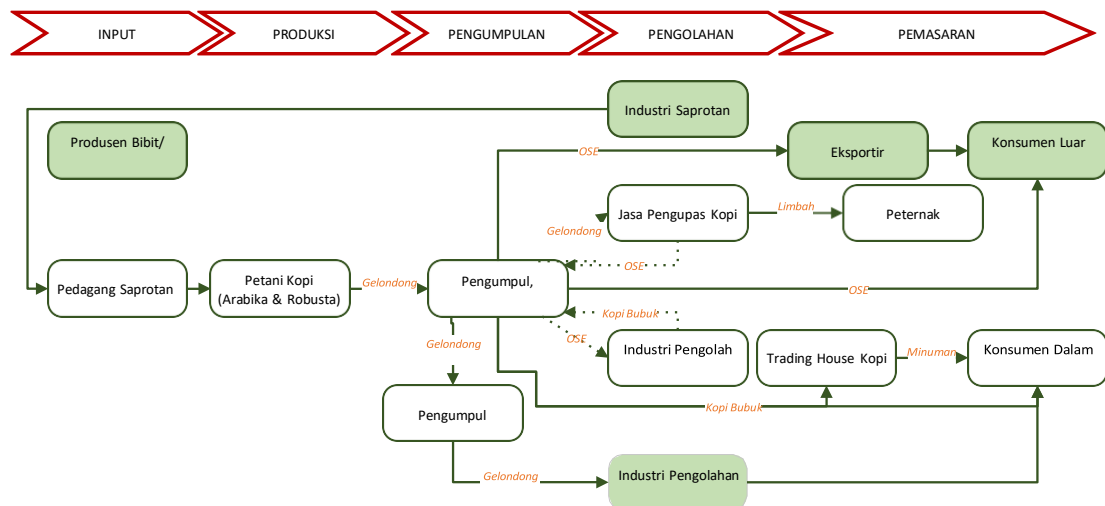 INPUT
PRODUKSI
PENGUMPULAN
PENGOLAHAN
PEMASARAN
Industri Saprotan
Produsen Bibit/
OSE
Eksportir
Konsumen Luar
Jasa Pengupas Kopi
Limbah
Peternak
Gelondong
OSE
Pedagang Saprotan
Petani Kopi
(Arabika & Robusta)
Gelondong
Pengumpul,
OSE
Kopi Bubuk
Gelondong
OSE
Industri Pengolah
Trading House Kopi
Minuman
Konsumen Dalam
Pengumpul
Kopi Bubuk
Gelondong
Industri Pengolahan